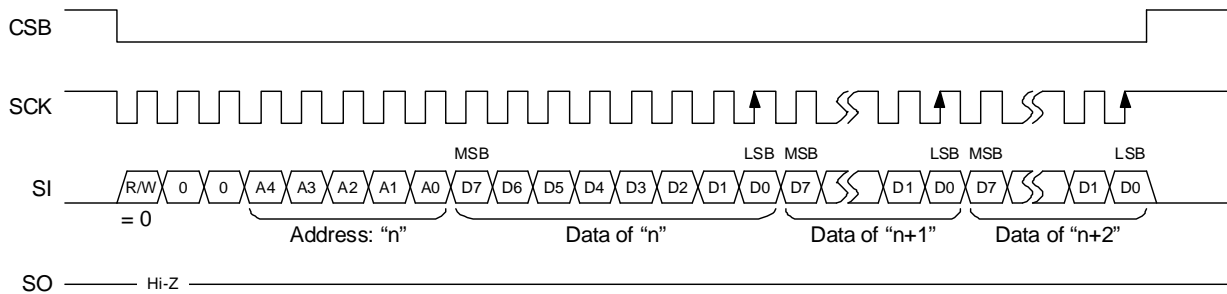 CSB
SCK
MSB LSB MSB LSB MSB LSB
SI R/W 0 0 A4 A3 A2 A1 A0 D7 D6 D5 D4 D3 D2 D1 D0 D7 D1 D0 D7 D1 D0
= 0
Address: “n” Data of “n” Data of “n+1” Data of “n+2”
SO Hi-Z